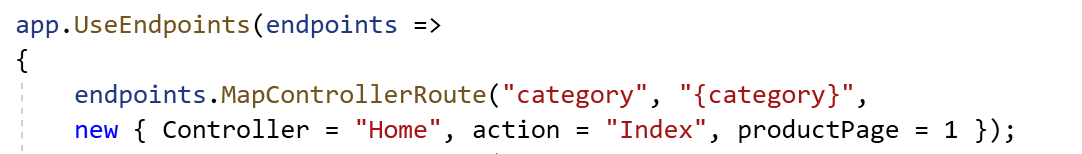 app.UseEndpoints(endpoints =>
{
endpoints.MapControllerRoute("category", "{category}",
new { Controller = "Home", action = "Index", productPage = 1 });